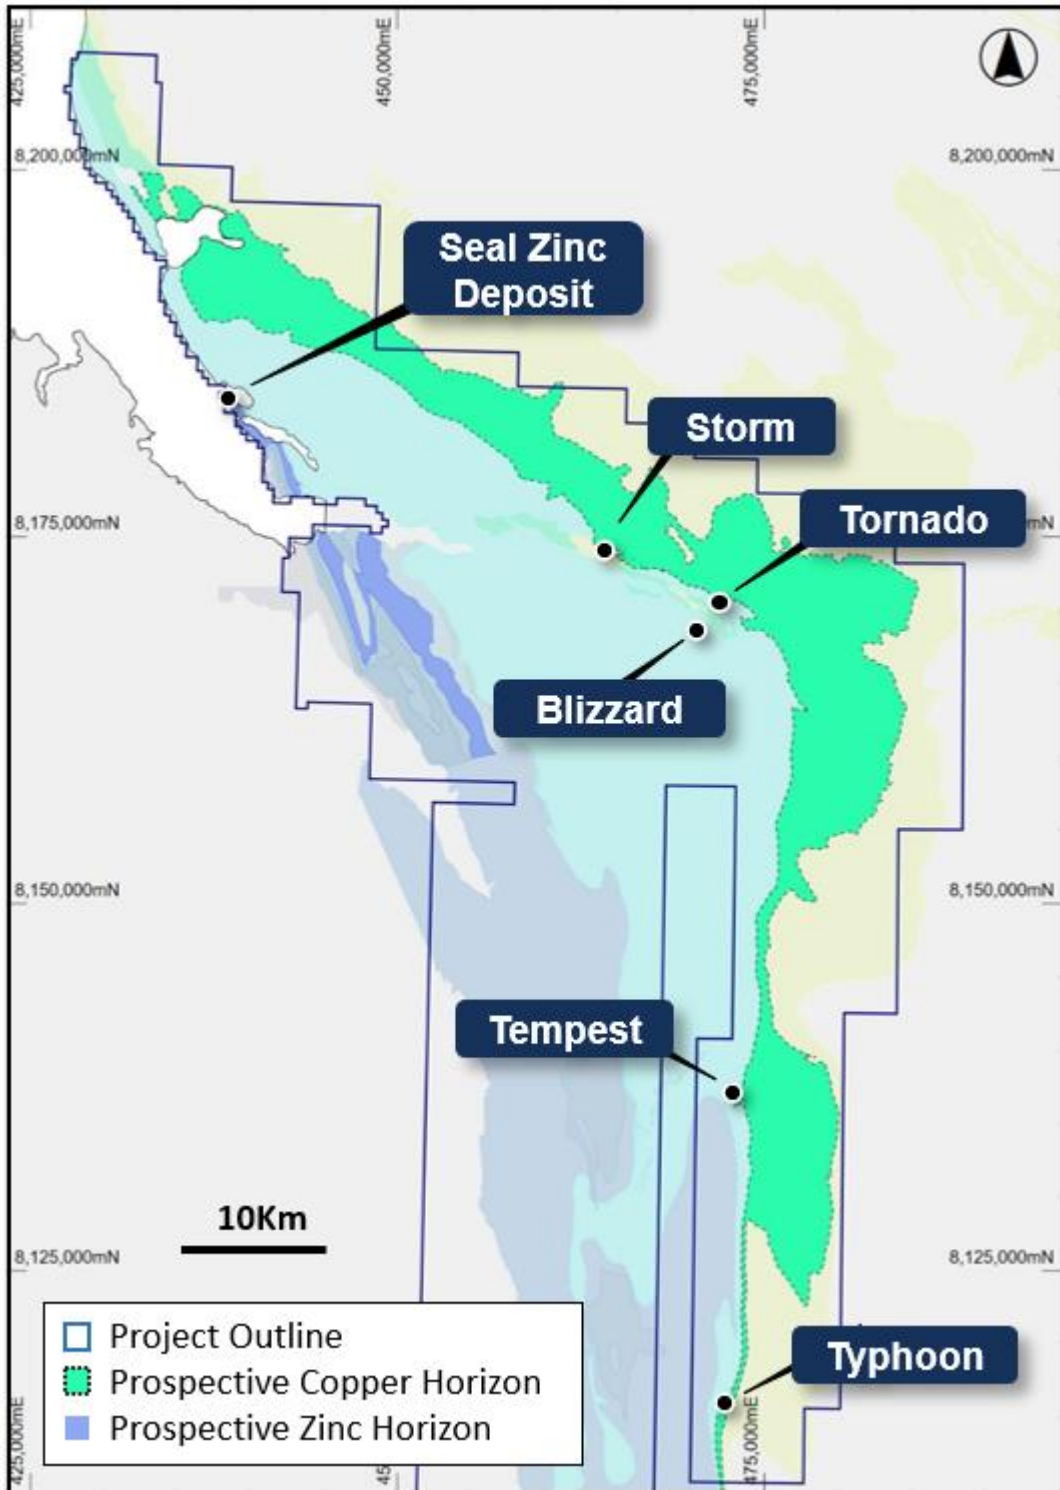 425,000mE
450,000mE
475,000mE
8,200,000mN
8,200,000mN
Seal Zinc
Deposit
Storm
Tornado
8,175,000mN
Blizzard
8,150,000mN
8,150,000mN
Tempest
10Km
8,125,000mN
8,125,000mN
Project Outline
Prospective Copper Horizon
Prospective Zinc Horizon
Typhoon
425,000mE
475,000mE